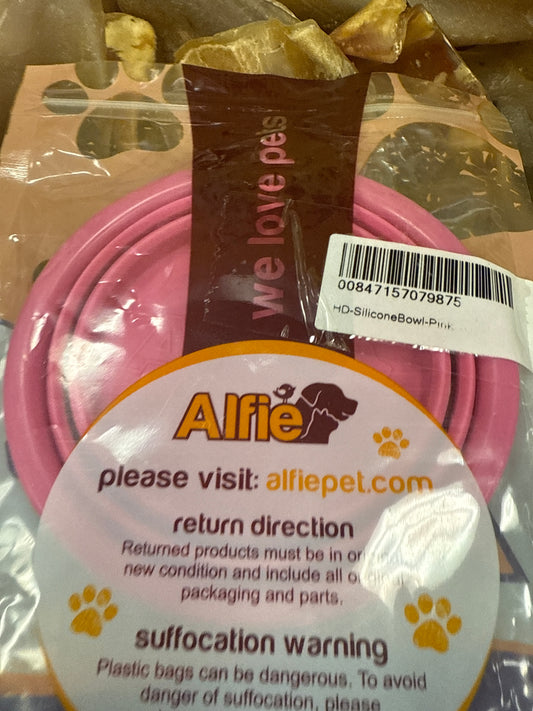 we love pets
00847157079875
HD-SiliconeBowl-Pink
Alfie
please visit: alfiepet.com
return direction
Returned products must be in original
new condition and include all original
packaging and parts.
suffocation warning
Plastic bags can be dangerous. To avoid
danger of suffocation, please